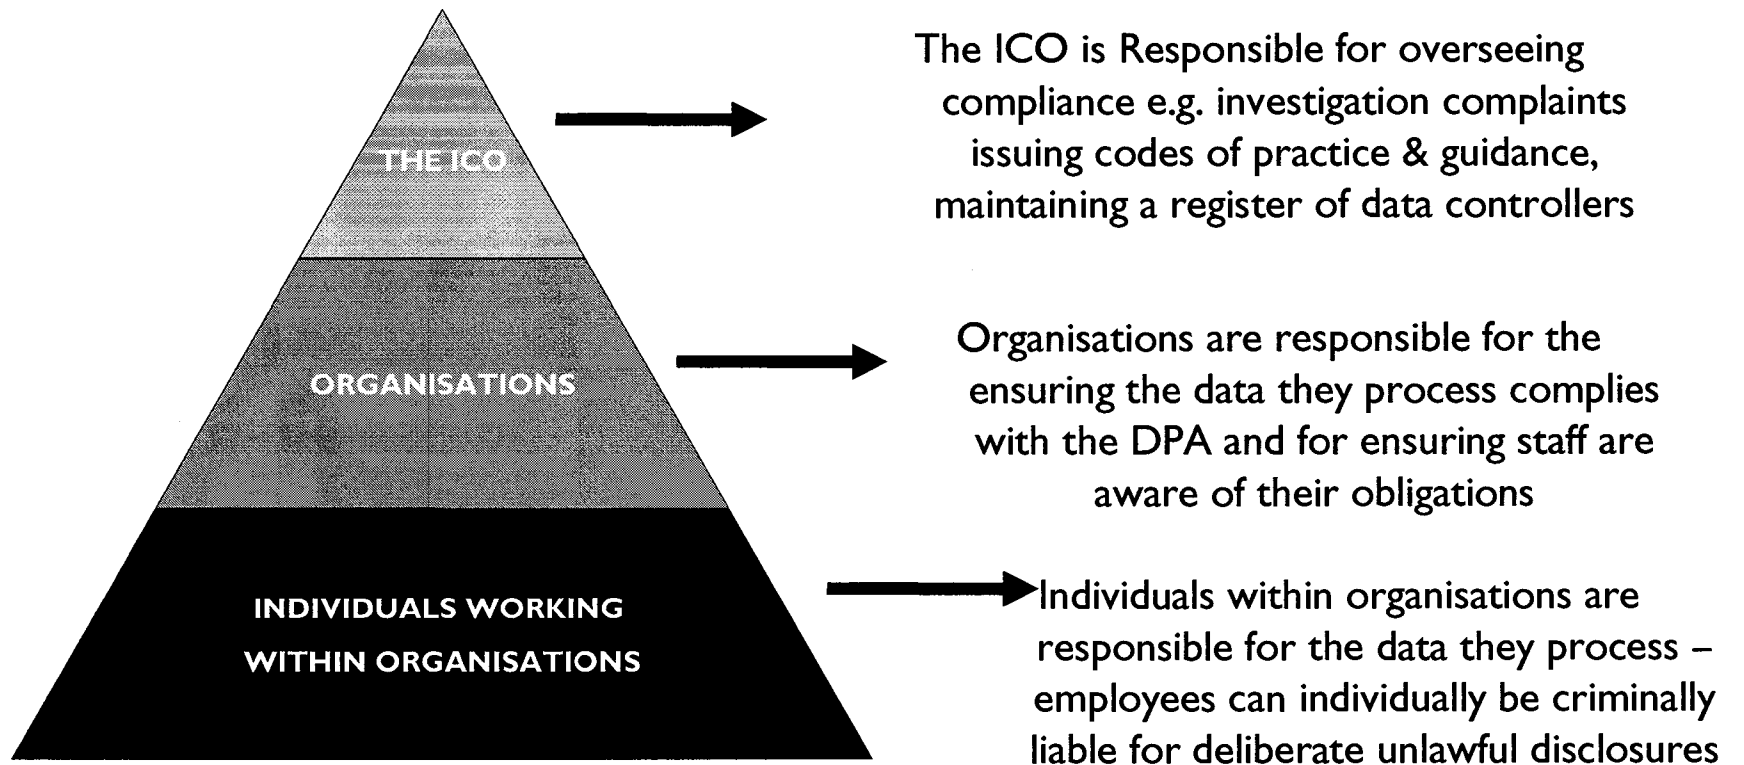 THE ICO
The ICO is Responsible for overseeing
compliance e.g. investigation complaints
issuing codes of practice & guidance,
maintaining a register of data controllers
ORGANISATIONS
Organisations are responsible for the
ensuring the data they process complies
with the DPA and for ensuring staff are
aware of their obligations
INDIVIDUALS WORKING
WITHIN ORGANISATIONS
Individuals within organisations are
responsible for the data they process –
employees can individually be criminally
liable for deliberate unlawful disclosures